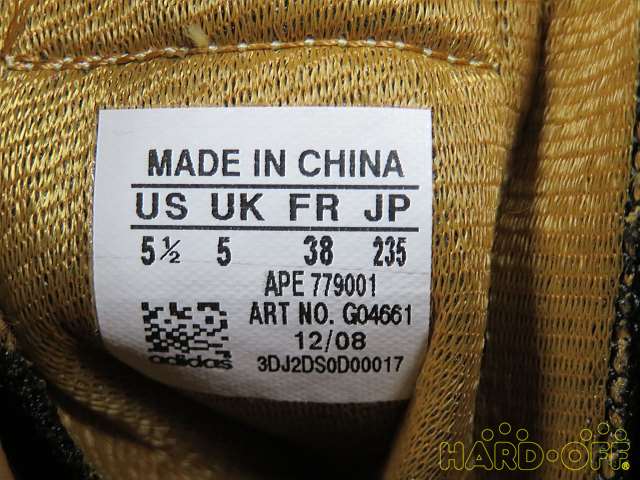 MADE IN CHINA
US UK FR JP
5½ 5 38 235
APE 779001
ART NO. G04661
12/08
adidas 3DJ2DS0D00017
HARD-OFF